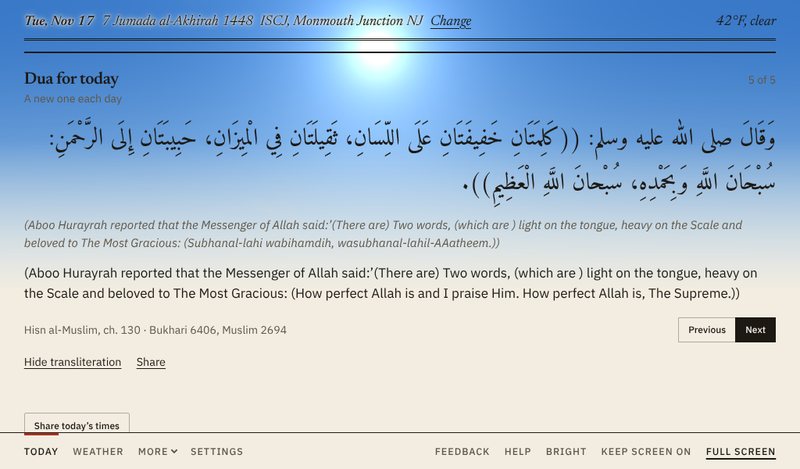 Tue, Nov 17 7 Jumada al-Akhirah 1448 ISCJ, Monmouth Junction NJ Change 42°F, clear
Dua for today 5 of 5
A new one each day
وَقَالَ صلى الله عليه وسلم: ((كَلِمَتَانِ خَفِيفَتَانِ عَلَى اللِّسَانِ، ثَقِيلَتَانِ فِي الْمِيزَانِ، حَبِيبَتَانِ إِلَى الرَّحْمَنِ:
سُبْحَانَ اللَّهِ وَبِحَمْدِهِ، سُبْحانَ اللَّهِ الْعَظِيمِ)).
(Aboo Hurayrah reported that the Messenger of Allah said:’(There are) Two words, (which are ) light on the tongue, heavy on the Scale and
beloved to The Most Gracious: (Subhanal-lahi wabihamdih, wasubhanal-lahil-AAatheem.))
(Aboo Hurayrah reported that the Messenger of Allah said:’(There are) Two words, (which are ) light on the tongue, heavy on
the Scale and beloved to The Most Gracious: (How perfect Allah is and I praise Him. How perfect Allah is, The Supreme.))
Hisn al-Muslim, ch. 130 · Bukhari 6406, Muslim 2694 Previous Next
Hide transliteration Share
Share today’s times
TODAY WEATHER MORE SETTINGS FEEDBACK HELP BRIGHT KEEP SCREEN ON FULL SCREEN